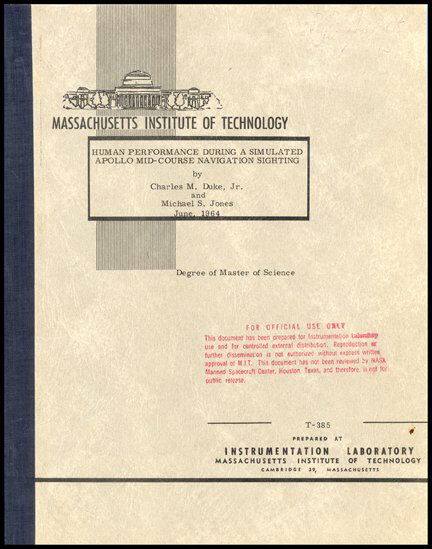 MASSACHUSETTS INSTITUTE OF TECHNOLOGY
HUMAN PERFORMANCE DURING A SIMULATED
APOLLO MID-COURSE NAVIGATION SIGHTING
by
Charles M. Duke, Jr.
and
Michael S. Jones
June, 1964
Degree of Master of Science
FOR OFFICIAL USE ONLY
This document has been prepared for Instrumentation Laboratory
use and for controlled external distribution. Reproduction or
further dissemination is not authorized without express written
approval of M.I.T. This document has not been reviewed by NASA
Manned Spacecraft Center, Houston, Texas, and therefore, is not for
public release.
T-385
PREPARED AT
INSTRUMENTATION LABORATORY
MASSACHUSETTS INSTITUTE OF TECHNOLOGY
CAMBRIDGE 39, MASSACHUSETTS